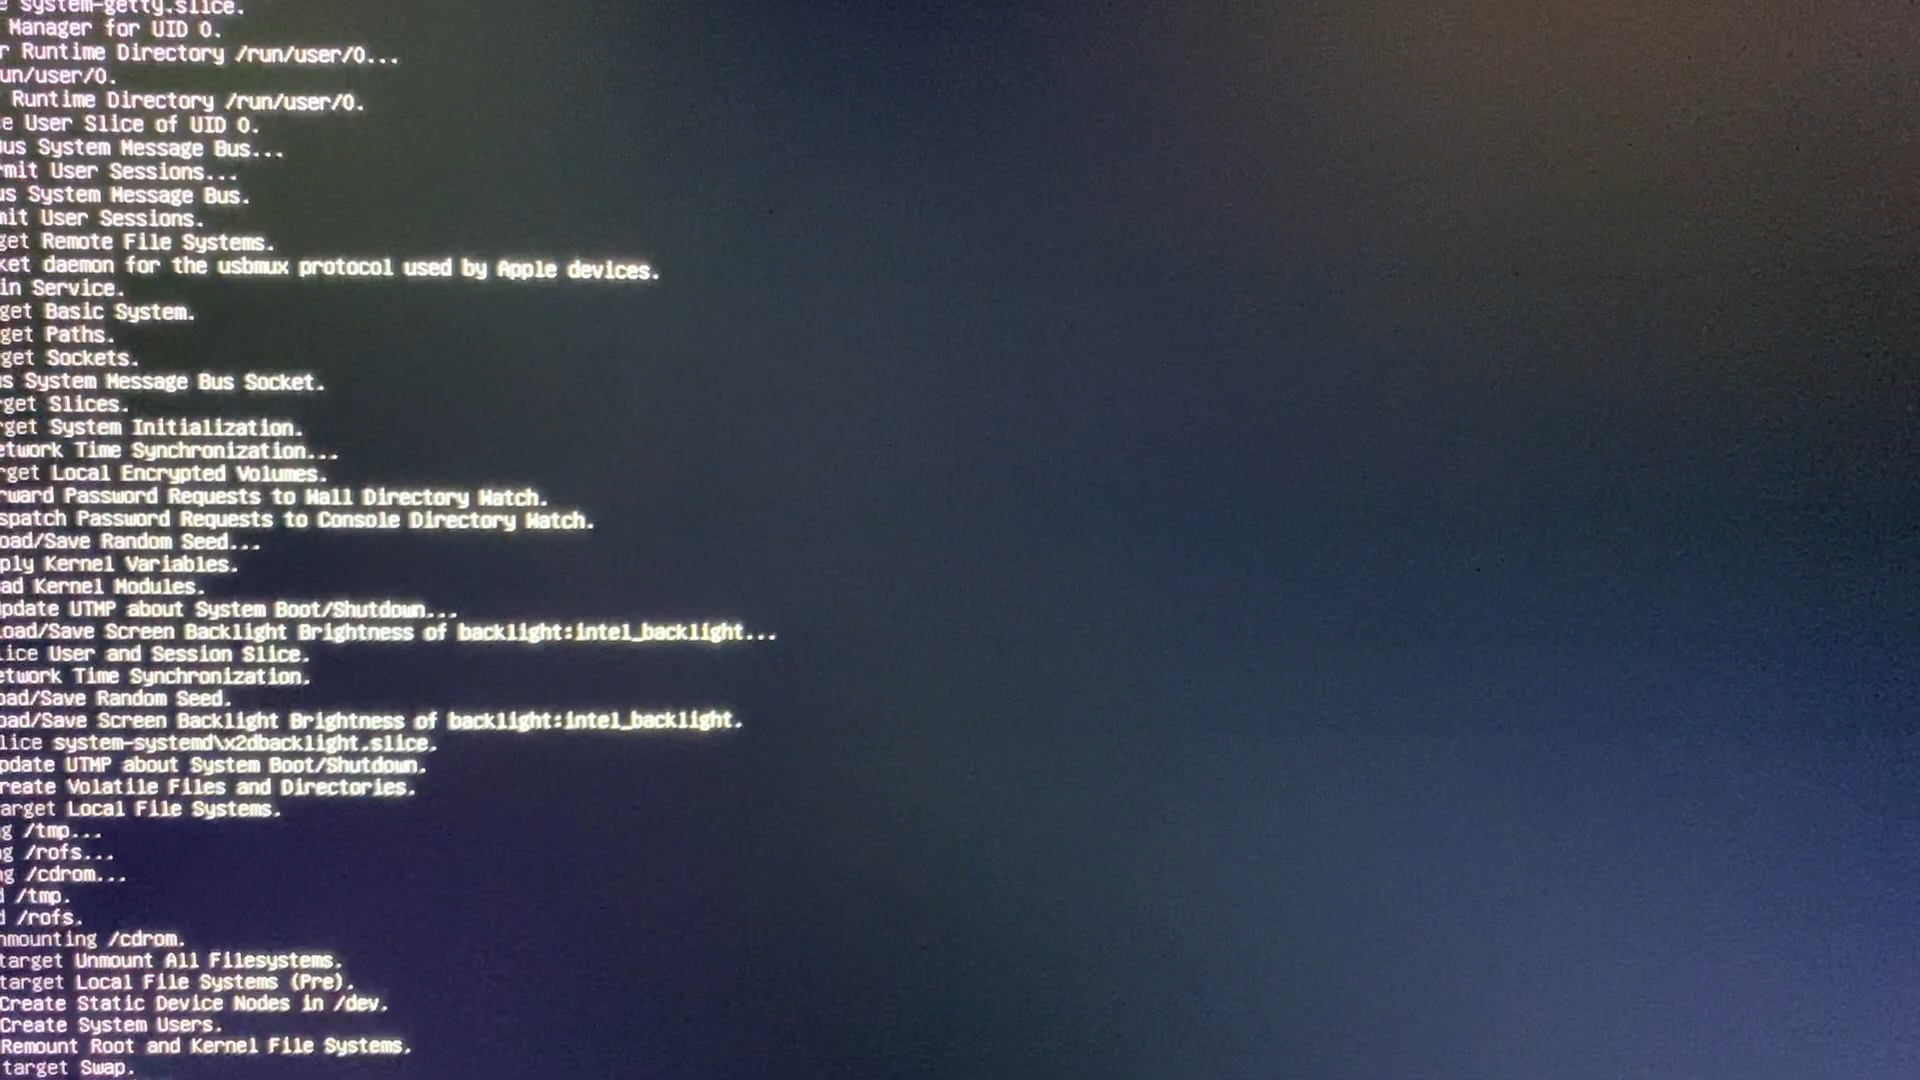 system-getty.slice.
Manager for UID 0.
r Runtime Directory /run/user/0...
un/user/0.
Runtime Directory /run/user/0.
e User Slice of UID 0.
Bus System Message Bus...
rmit User Sessions...
us System Message Bus.
mit User Sessions.
get Remote File Systems.
ket daemon for the usbmux protocol used by Apple devices.
in Service.
get Basic System.
get Paths.
get Sockets.
s System Message Bus Socket.
rget Slices.
rget System Initialization.
etwork Time Synchronization...
rget Local Encrypted Volumes.
rward Password Requests to Wall Directory Watch.
spatch Password Requests to Console Directory Watch.
oad/Save Random Seed...
ply Kernel Variables.
ad Kernel Modules.
pdate UTMP about System Boot/Shutdown...
Load/Save Screen Backlight Brightness of backlight:intel_backlight...
lice User and Session Slice.
etwork Time Synchronization.
oad/Save Random Seed.
oad/Save Screen Backlight Brightness of backlight:intel_backlight.
lice system-systemd\x2dbacklight.slice.
pdate UTMP about System Boot/Shutdown.
reate Volatile Files and Directories.
arget Local File Systems.
g /tmp...
g /rofs...
g /cdrom...
d /tmp.
d /rofs.
nmounting /cdrom.
target Unmount All Filesystems.
target Local File Systems (Pre).
Create Static Device Nodes in /dev.
Create System Users.
Remount Root and Kernel File Systems.
target Swap.